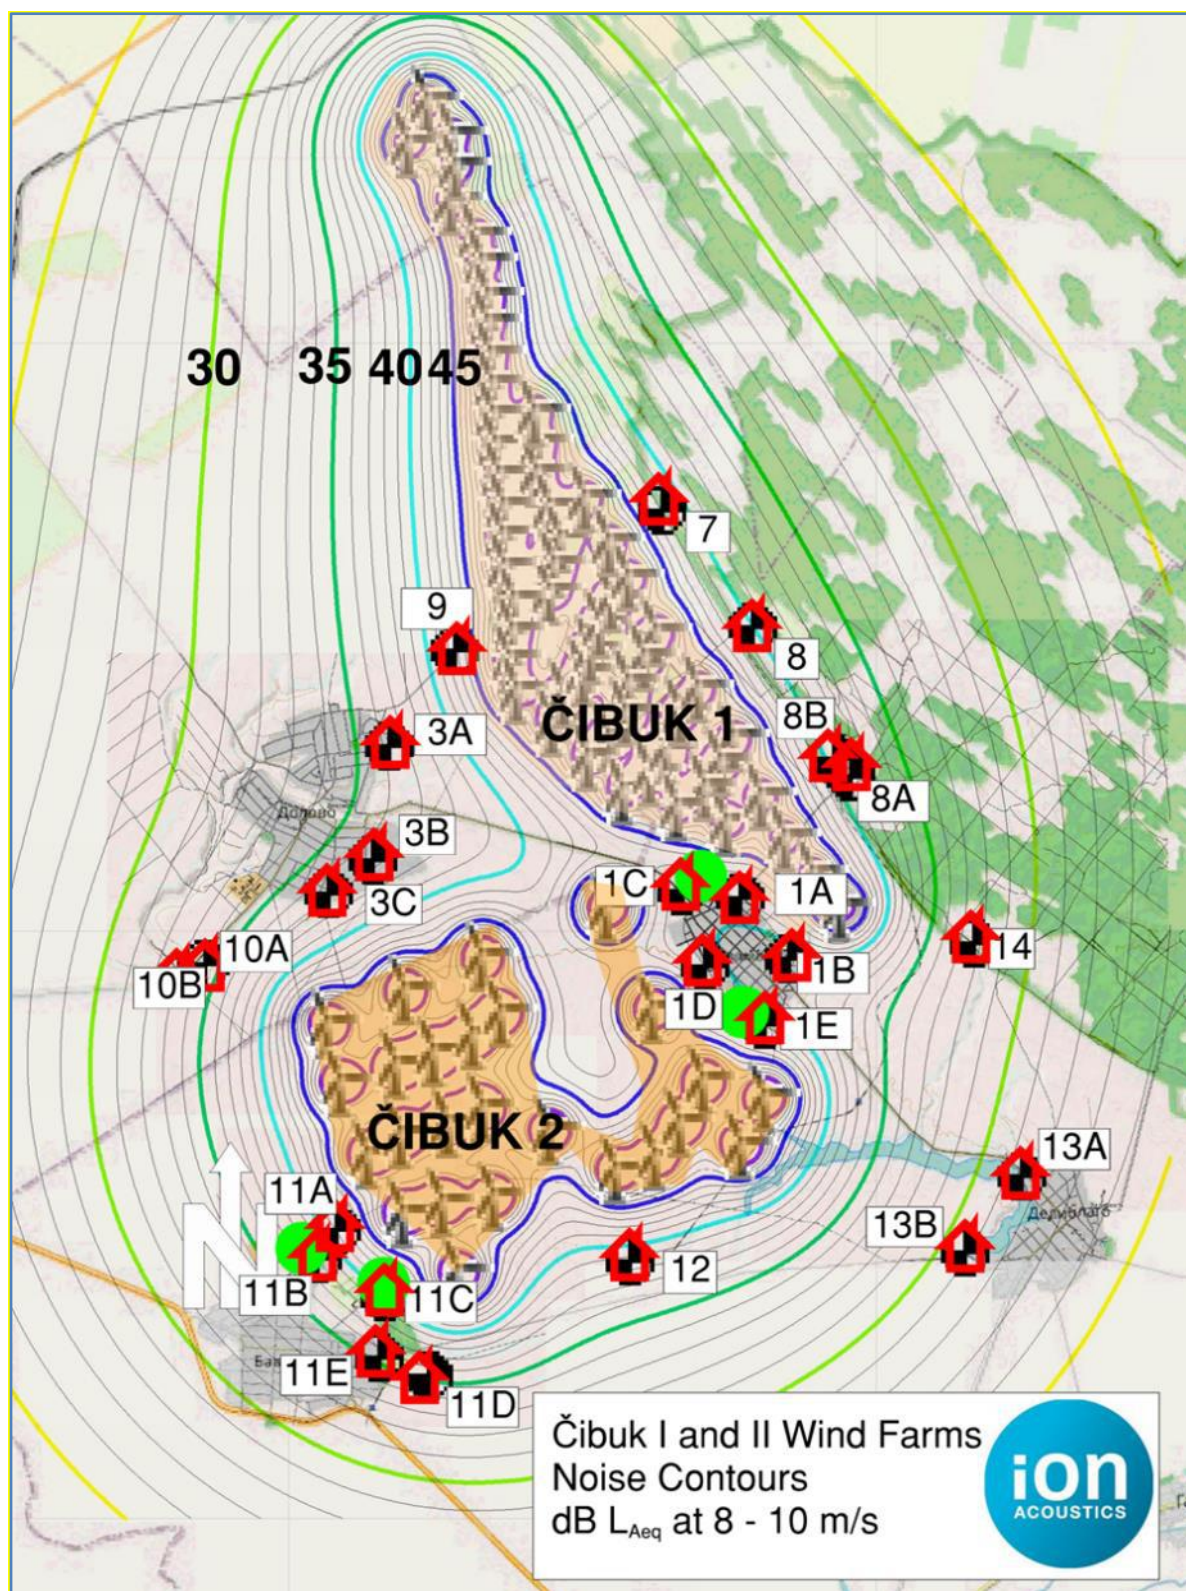 30 35 40 45
7
9
8
ČIBUK 1
8B
3A
8A
Долово
3B
1C
1A
3C
10A
14
1B
10B
1D
1E
ČIBUK 2
13A
11A
N
Делиблато
13B
12
11B
11C
11E
11D
Čibuk I and II Wind Farms
Noise Contours
dB LAeq at 8 - 10 m/s
ion
ACOUSTICS